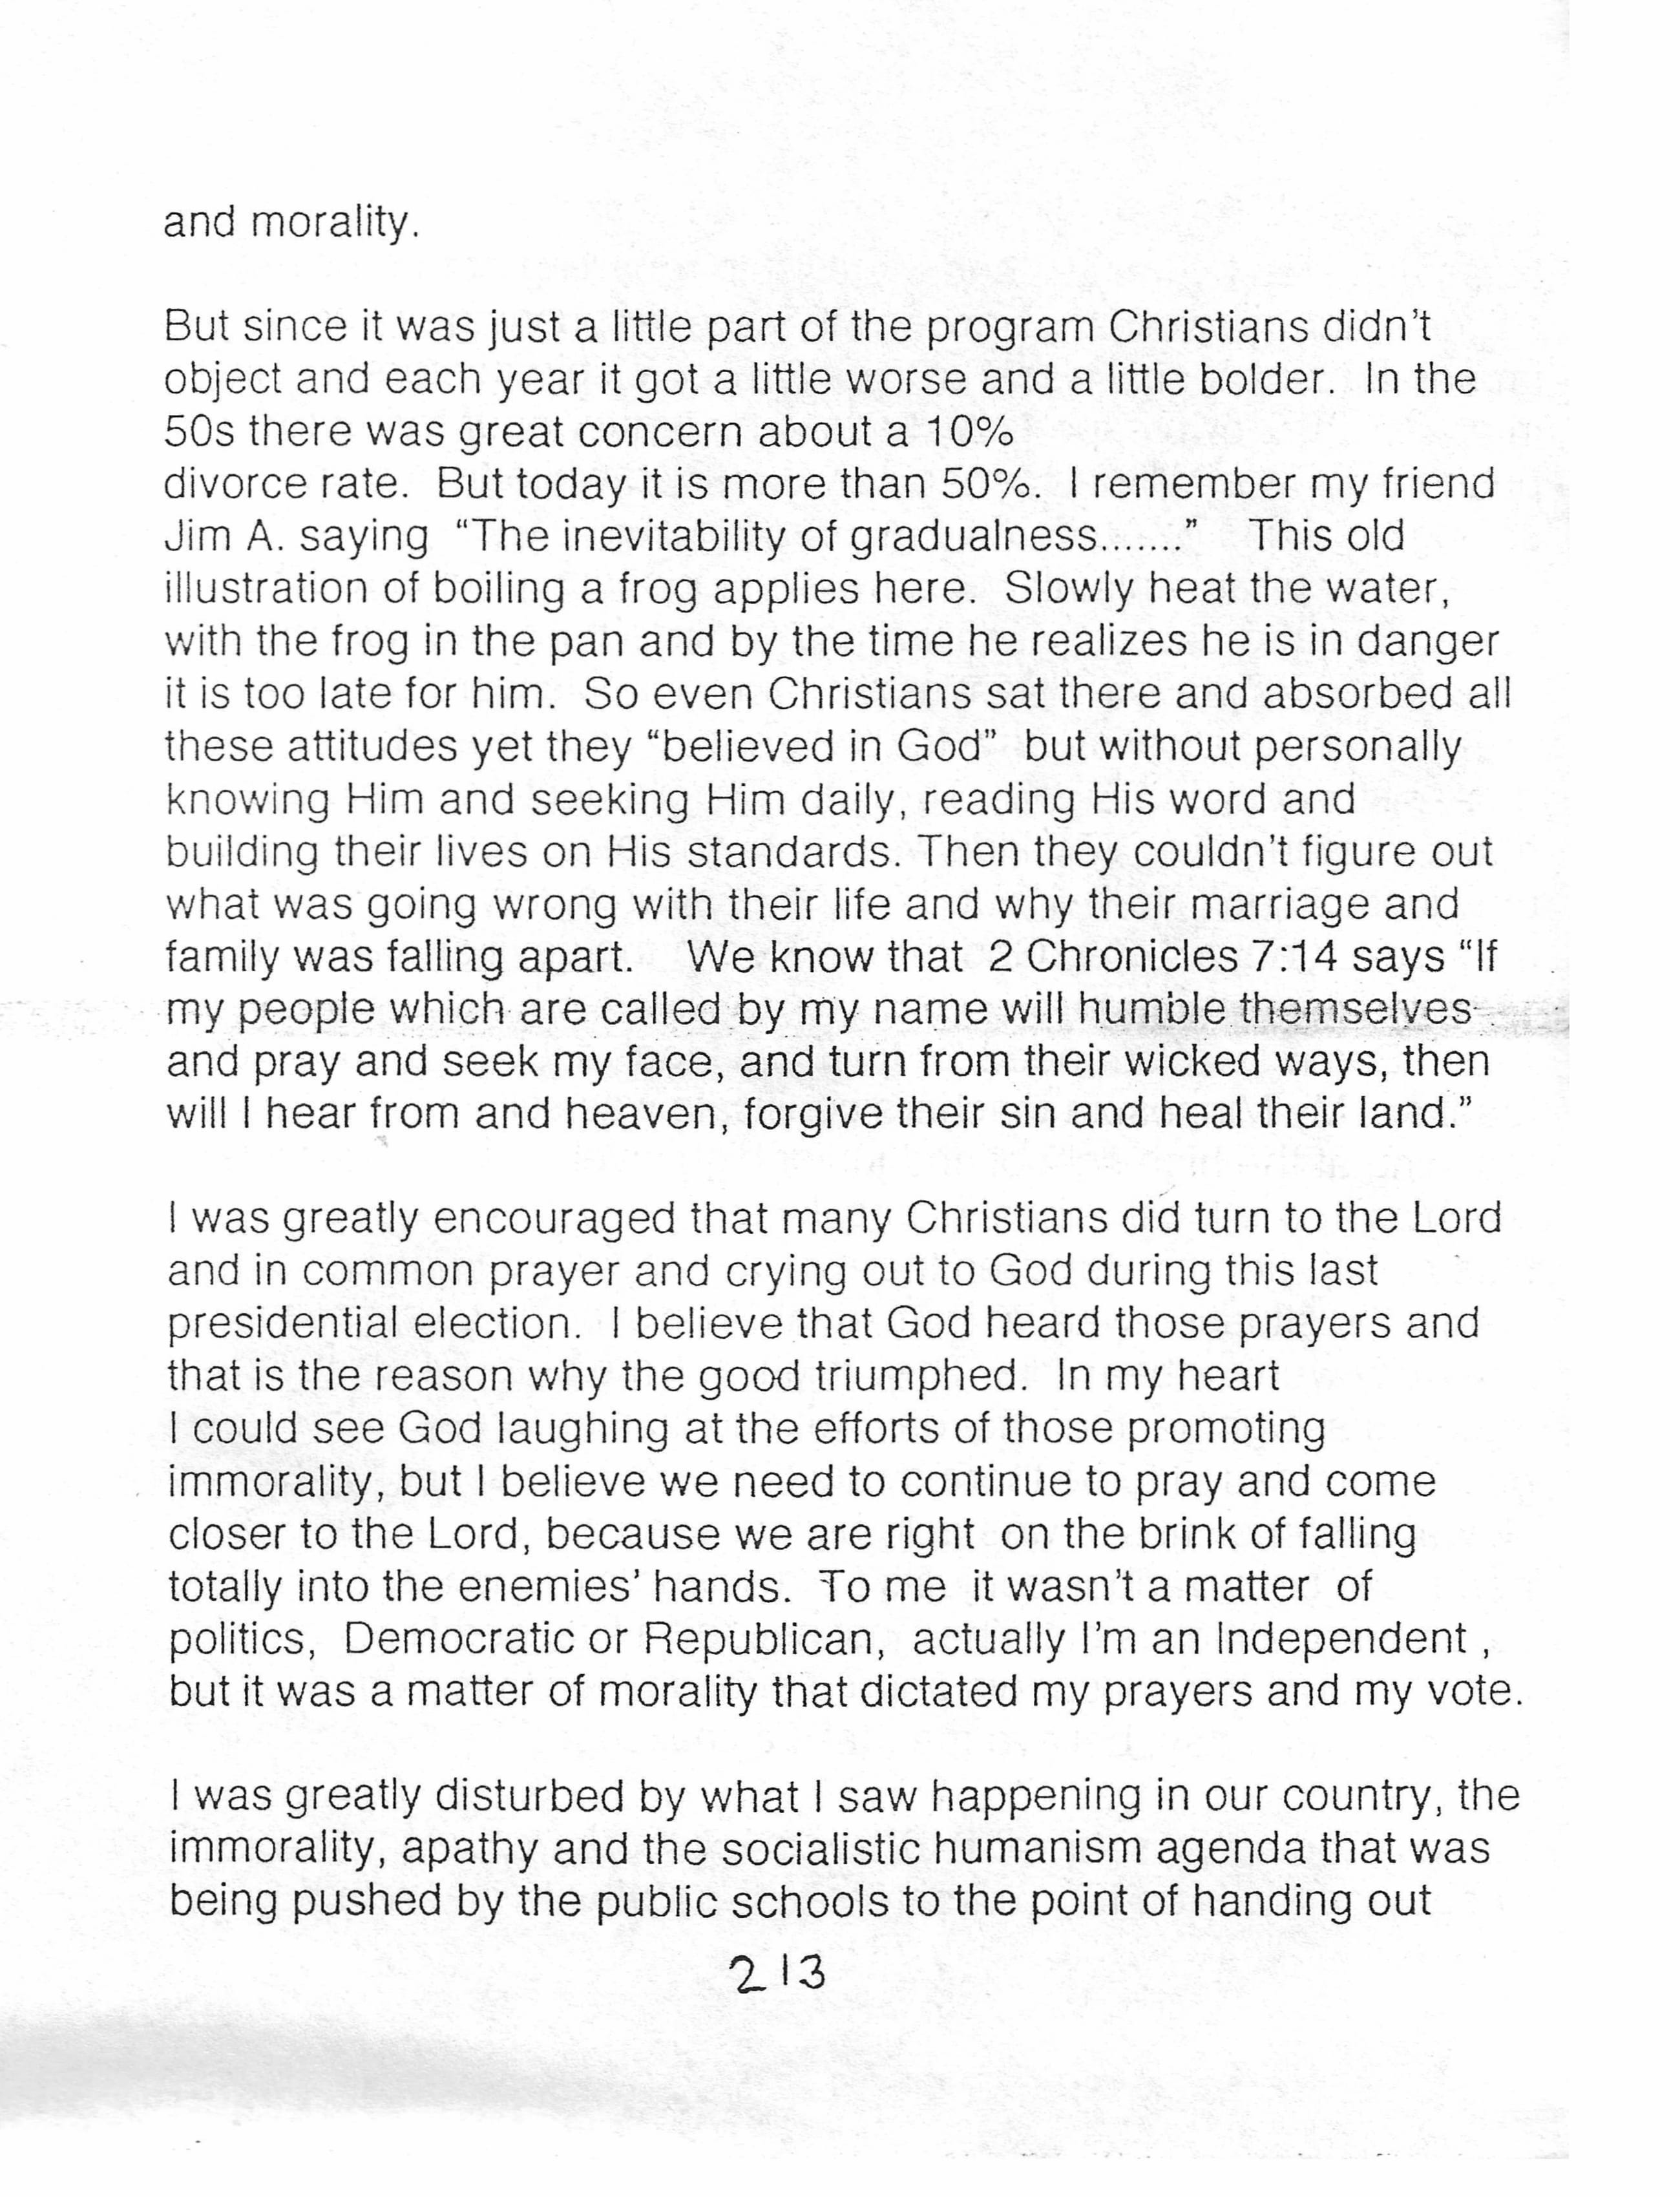 and morality.
But since it was just a little part of the program Christians didn't
object and each year it got a little worse and a little bolder.  In the
50s there was great concern about a 10%
divorce rate.  But today it is more than 50%.  I remember my friend
Jim A. saying  “The inevitability of gradualness.......”   This old
illustration of boiling a frog applies here.  Slowly heat the water,
with the frog in the pan and by the time he realizes he is in danger
it is too late for him.  So even Christians sat there and absorbed all
these attitudes yet they “believed in God”  but without personally
knowing Him and seeking Him daily, reading His word and
building their lives on His standards. Then they couldn't figure out
what was going wrong with their life and why their marriage and
family was falling apart.   We know that  2 Chronicles 7:14 says “If
my people which are called by my name will humble themselves
and pray and seek my face, and turn from their wicked ways, then
will I hear from and heaven, forgive their sin and heal their land.”
I was greatly encouraged that many Christians did turn to the Lord
and in common prayer and crying out to God during this last
presidential election.  I believe that God heard those prayers and
that is the reason why the good triumphed.  In my heart
I could see God laughing at the efforts of those promoting
immorality, but I believe we need to continue to pray and come
closer to the Lord, because we are right  on the brink of falling
totally into the enemies' hands.  To me  it wasn't a matter  of
politics,  Democratic or Republican,  actually I'm an Independent ,
but it was a matter of morality that dictated my prayers and my vote.
I was greatly disturbed by what I saw happening in our country, the
immorality, apathy and the socialistic humanism agenda that was
being pushed by the public schools to the point of handing out
213